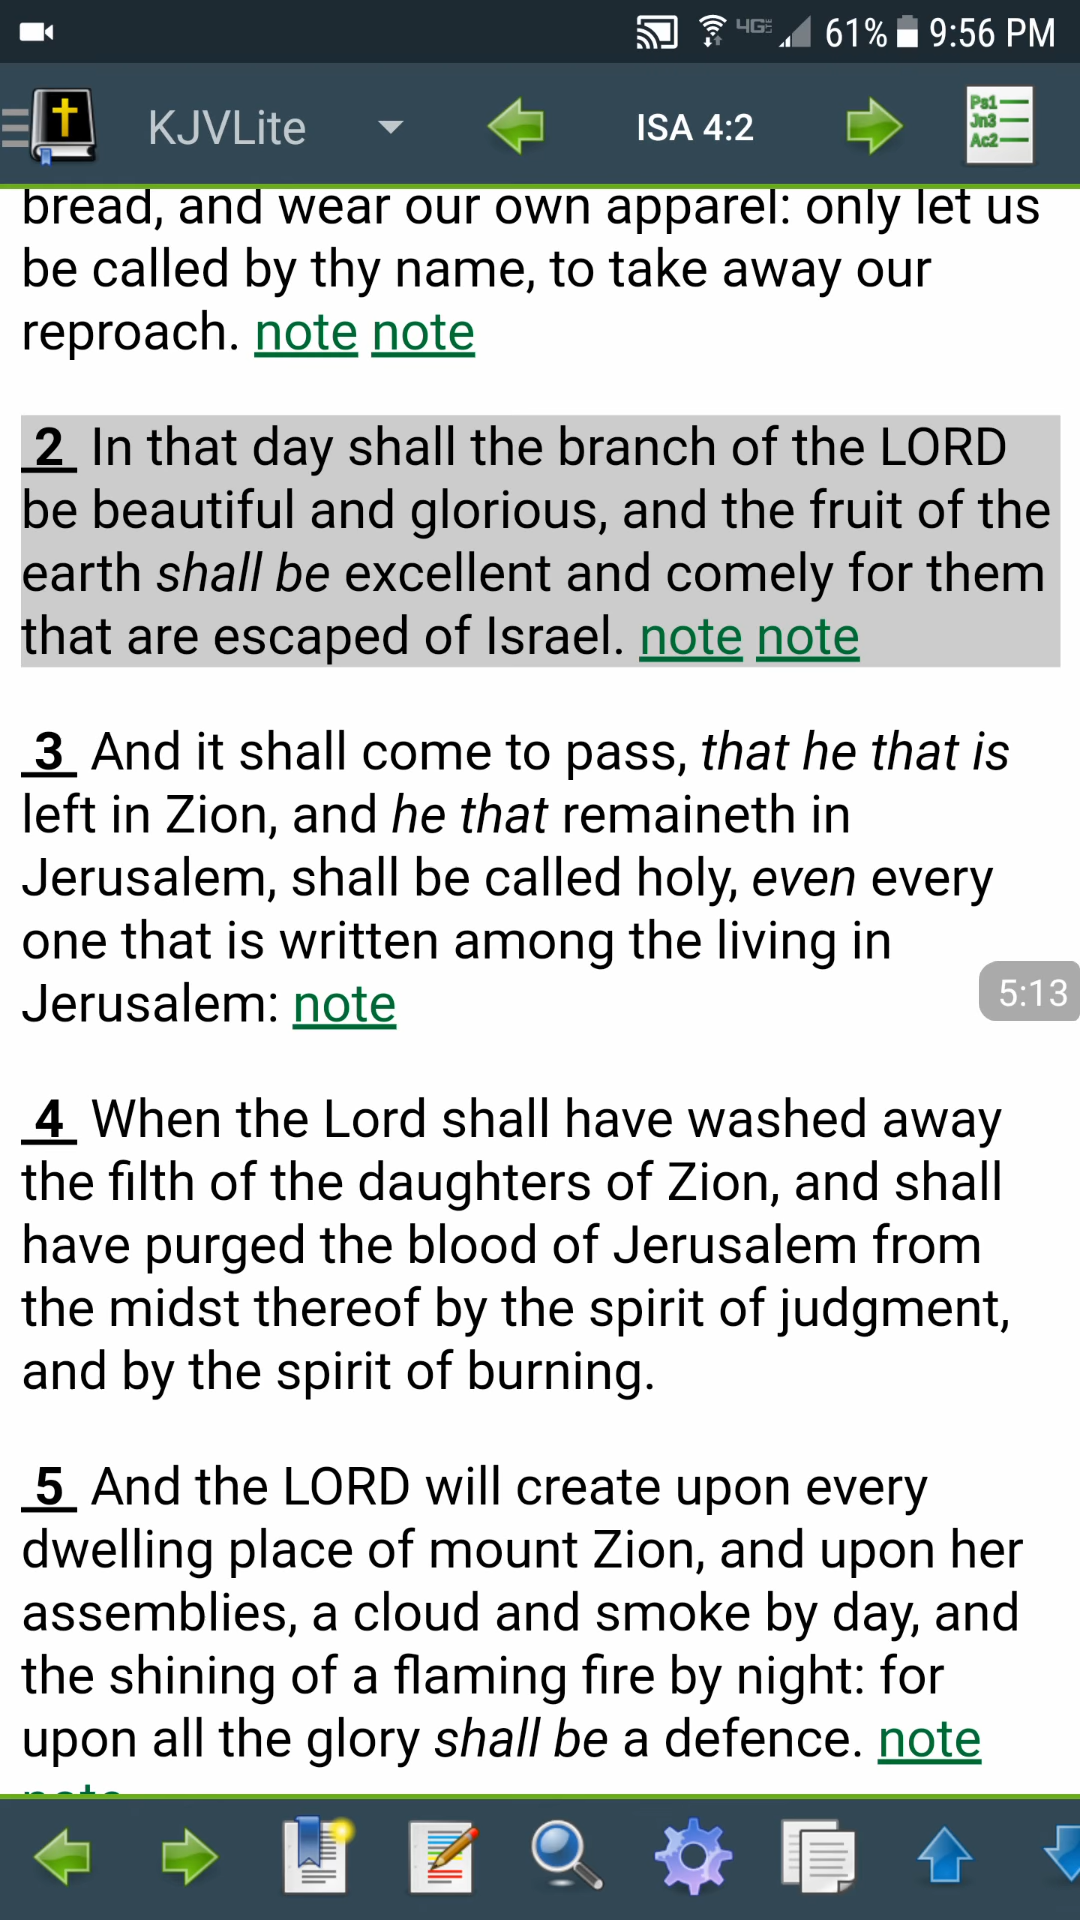 4G 61% 9:56 PM
KJVLite ISA 4:2
Ps1
Jn3
Ac2
bread, and wear our own apparel: only let us
be called by thy name, to take away our
reproach. note note
2 In that day shall the branch of the LORD
be beautiful and glorious, and the fruit of the
earth shall be excellent and comely for them
that are escaped of Israel. note note
3 And it shall come to pass, that he that is
left in Zion, and he that remaineth in
Jerusalem, shall be called holy, even every
one that is written among the living in
5:13
Jerusalem: note
4 When the Lord shall have washed away
the filth of the daughters of Zion, and shall
have purged the blood of Jerusalem from
the midst thereof by the spirit of judgment,
and by the spirit of burning.
5 And the LORD will create upon every
dwelling place of mount Zion, and upon her
assemblies, a cloud and smoke by day, and
the shining of a flaming fire by night: for
upon all the glory shall be a defence. note